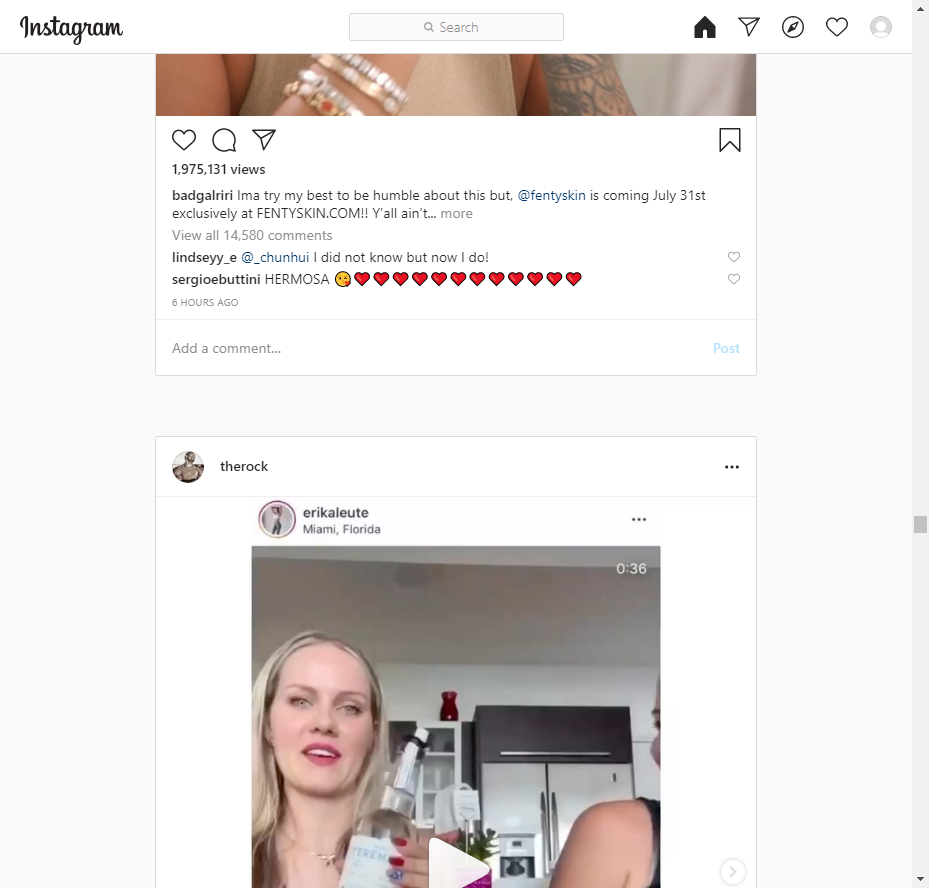 Instagram
Search
1,975,131 views
badgalriri Ima try my best to be humble about this but, @fentyskin is coming July 31st
exclusively at FENTYSKIN.COM!! Y’all ain’t... more
View all 14,580 comments
lindseyy_e @_chunhui I did not know but now I do!
sergioebuttini HERMOSA 😘❤️❤️❤️❤️❤️❤️❤️❤️❤️❤️❤️❤️
6 HOURS AGO
Add a comment... Post
therock
erikaleute
Miami, Florida
0:36